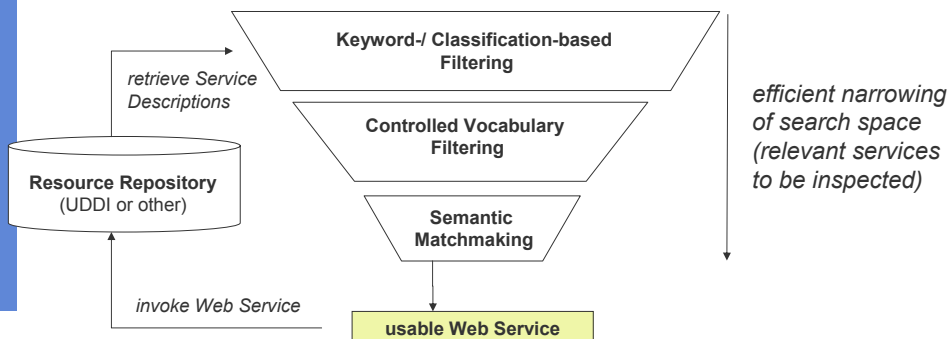 Keyword-/ Classification-based
Filtering
retrieve Service
Descriptions
efficient narrowing
of search space
(relevant services
to be inspected)
Controlled Vocabulary
Filtering
Resource Repository
(UDDI or other)
Semantic
Matchmaking
invoke Web Service
usable Web Service